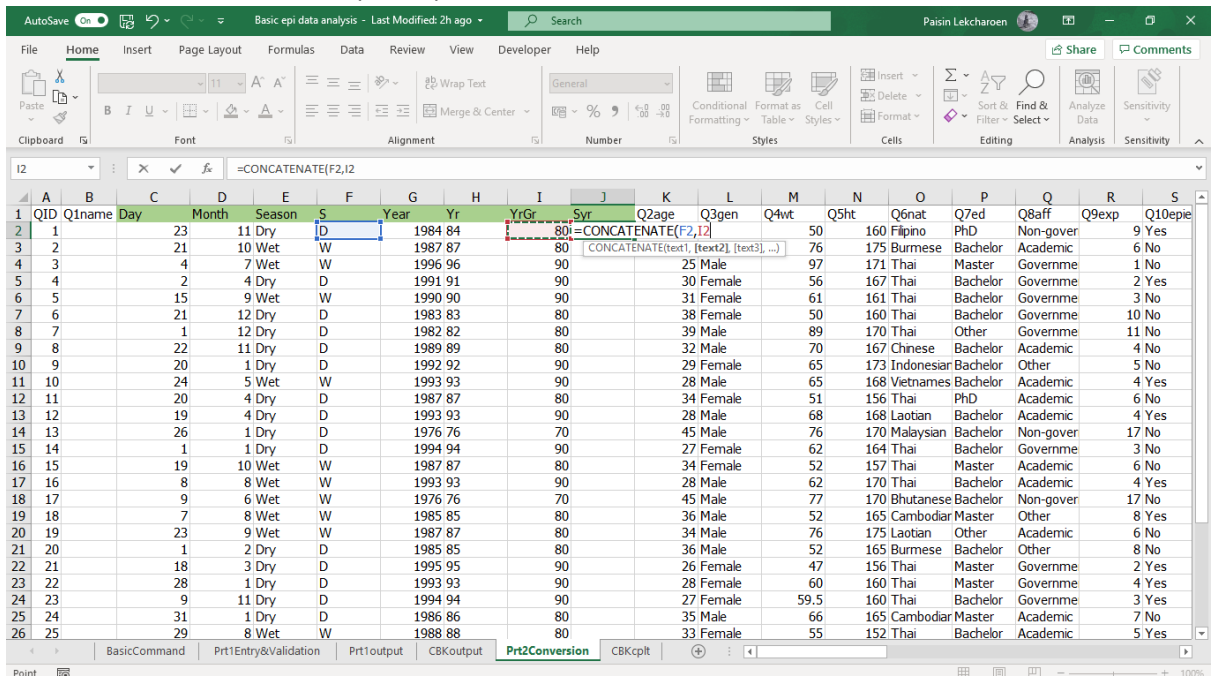 AutoSave On Basic epi data analysis - Last Modified: 2h ago Search Paisin Lekcharoen
File Home Insert Page Layout Formulas Data Review View Developer Help Share Comments
Paste 11 A A Wrap Text General Conditional Formatting Format as Table Cell Styles Insert Delete Format Sort & Filter Find & Select Analyze Data Sensitivity
B I U A Merge & Center % 9
Clipboard Font Alignment Number Styles Cells Editing Analysis Sensitivity
I2 fx =CONCATENATE(F2,I2
A B C D E F G H I J K L M N O P Q R S
1 QID Q1name Day Month Season S Year Yr YrGr Syr Q2age Q3gen Q4wt Q5ht Q6nat Q7ed Q8aff Q9exp Q10epie
2 1 23 11 Dry D 1984 84 80 =CONCATENATE(F2,I2 50 160 Filipino PhD Non-gover 9 Yes
CONCATENATE(text1, [text2], [text3], ...)
3 2 21 10 Wet W 1987 87 80 76 175 Burmese Bachelor Academic 6 No
4 3 4 7 Wet W 1996 96 90 25 Male 97 171 Thai Master Governme 1 No
5 4 2 4 Dry D 1991 91 90 30 Female 56 167 Thai Bachelor Governme 2 Yes
6 5 15 9 Wet W 1990 90 90 31 Female 61 161 Thai Bachelor Governme 3 No
7 6 21 12 Dry D 1983 83 80 38 Female 50 160 Thai Bachelor Governme 10 No
8 7 1 12 Dry D 1982 82 80 39 Male 89 170 Thai Other Governme 11 No
9 8 22 11 Dry D 1989 89 80 32 Male 70 167 Chinese Bachelor Academic 4 No
10 9 20 1 Dry D 1992 92 90 29 Female 65 173 Indonesian Bachelor Other 5 No
11 10 24 5 Wet W 1993 93 90 28 Male 65 168 Vietnames Bachelor Academic 4 Yes
12 11 20 4 Dry D 1987 87 80 34 Female 51 156 Thai PhD Academic 6 No
13 12 19 4 Dry D 1993 93 90 28 Male 68 168 Laotian Bachelor Academic 4 Yes
14 13 26 1 Dry D 1976 76 70 45 Male 76 170 Malaysian Bachelor Non-gover 17 No
15 14 1 1 Dry D 1994 94 90 27 Female 62 164 Thai Bachelor Governme 3 No
16 15 19 10 Wet W 1987 87 80 34 Female 52 157 Thai Master Academic 6 No
17 16 8 8 Wet W 1993 93 90 28 Male 62 170 Thai Bachelor Academic 4 Yes
18 17 9 6 Wet W 1976 76 70 45 Male 77 170 Bhutanese Bachelor Non-gover 17 No
19 18 7 8 Wet W 1985 85 80 36 Male 52 165 Cambodian Master Other 8 Yes
20 19 23 9 Wet W 1987 87 80 34 Male 76 175 Laotian Other Academic 6 No
21 20 1 2 Dry D 1985 85 80 36 Male 52 165 Burmese Bachelor Other 8 No
22 21 18 3 Dry D 1995 95 90 26 Female 47 156 Thai Master Governme 2 Yes
23 22 28 1 Dry D 1993 93 90 28 Female 60 160 Thai Master Governme 4 Yes
24 23 9 11 Dry D 1994 94 90 27 Female 59.5 160 Thai Bachelor Governme 3 Yes
25 24 31 1 Dry D 1986 86 80 35 Male 66 165 Cambodian Master Academic 7 No
26 25 29 8 Wet W 1988 88 80 33 Female 55 152 Thai Bachelor Academic 5 Yes
BasicCommand Prt1Entry&Validation Prt1output CBKoutput Prt2Conversion CBKcplt
Point 100%